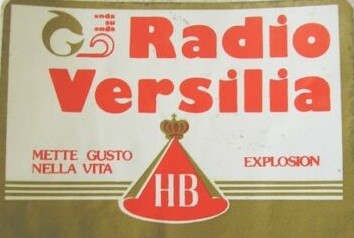 onda
su
onda
Radio
Versilia
METTE GUSTO
NELLA VITA
EXPLOSION
HB